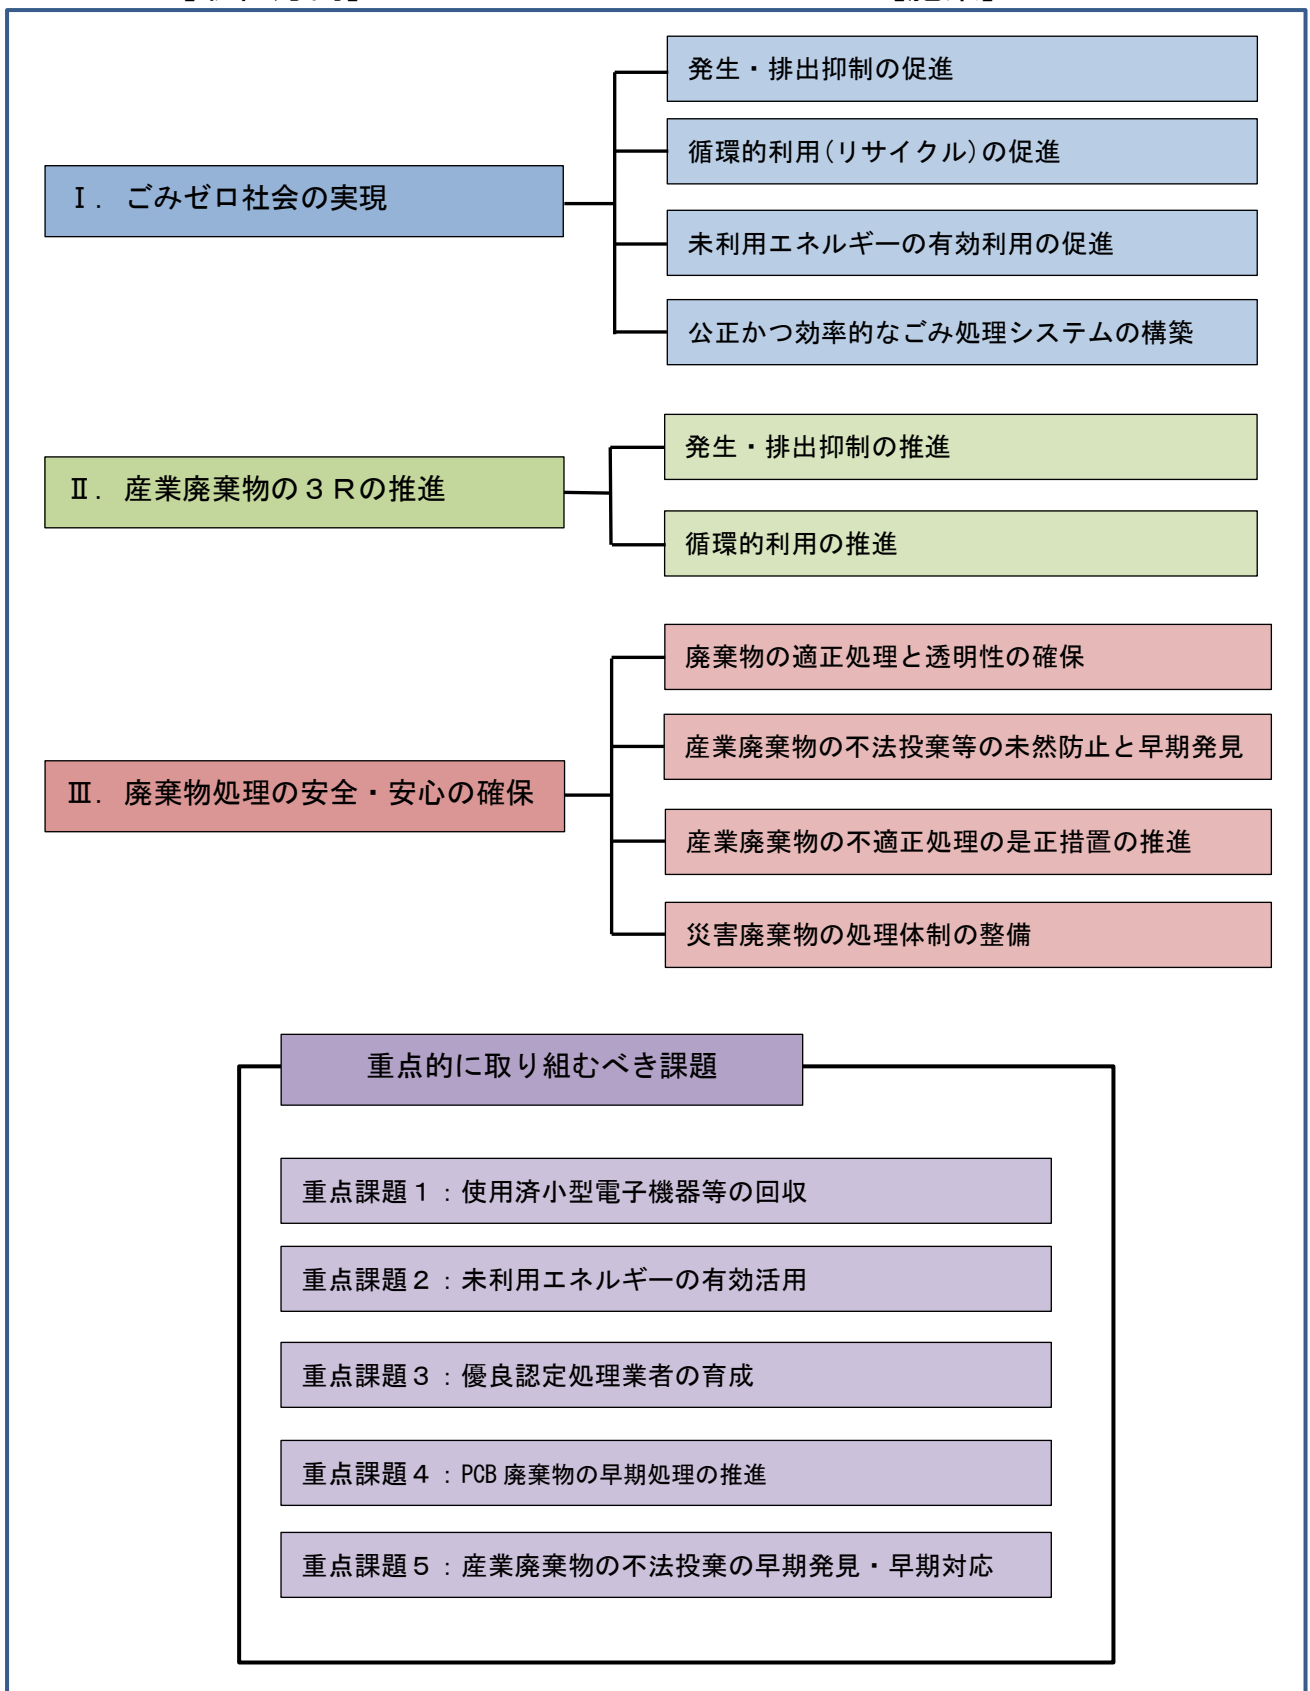 Ⅰ．ごみゼロ社会の実現
発生・排出抑制の促進
循環的利用(リサイクル)の促進
未利用エネルギーの有効利用の促進
公正かつ効率的なごみ処理システムの構築
Ⅱ．産業廃棄物の３Ｒの推進
発生・排出抑制の推進
循環的利用の推進
Ⅲ．廃棄物処理の安全・安心の確保
廃棄物の適正処理と透明性の確保
産業廃棄物の不法投棄等の未然防止と早期発見
産業廃棄物の不適正処理の是正措置の推進
災害廃棄物の処理体制の整備
重点的に取り組むべき課題
重点課題１：使用済小型電子機器等の回収
重点課題２：未利用エネルギーの有効活用
重点課題３：優良認定処理業者の育成
重点課題４：PCB 廃棄物の早期処理の推進
重点課題５：産業廃棄物の不法投棄の早期発見・早期対応